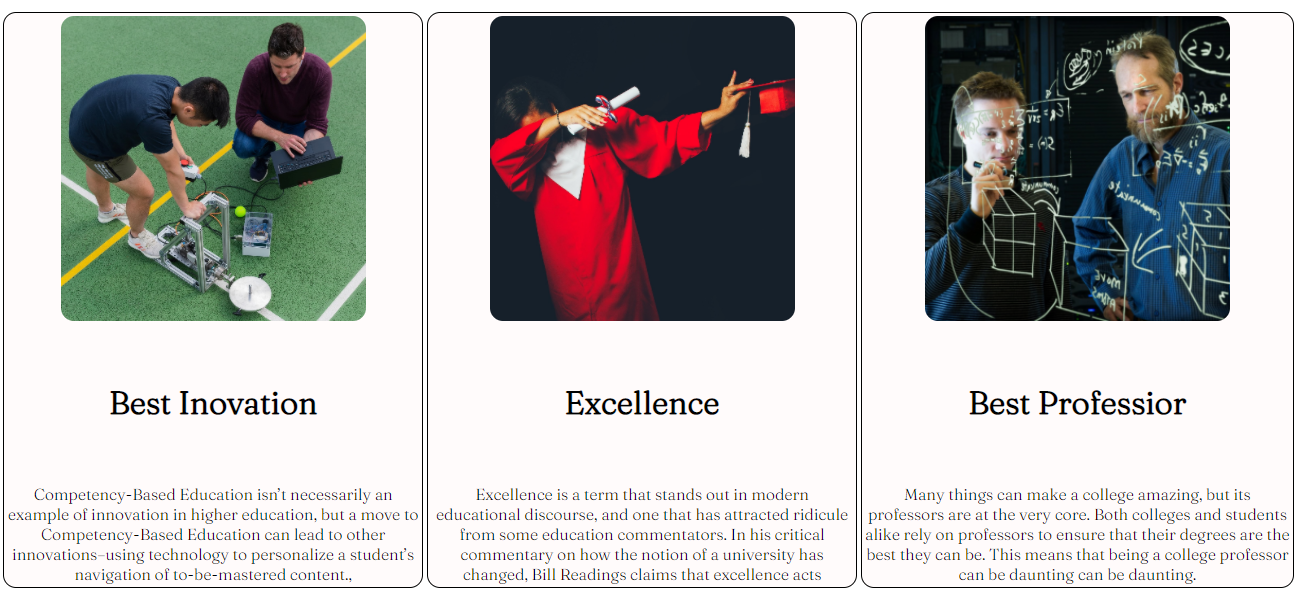 Best Inovation
Competency-Based Education isn't necessarily an
example of innovation in higher education, but a move to
Competency-Based Education can lead to other
innovations–using technology to personalize a student's
navigation of to-be-mastered content.,
Excellence
Excellence is a term that stands out in modern
educational discourse, and one that has attracted ridicule
from some education commentators. In his critical
commentary on how the notion of a university has
changed, Bill Readings claims that excellence acts
Best Professior
Many things can make a college amazing, but its
professors are at the very core. Both colleges and students
alike rely on professors to ensure that their degrees are the
best they can be. This means that being a college professor
can be daunting can be daunting.